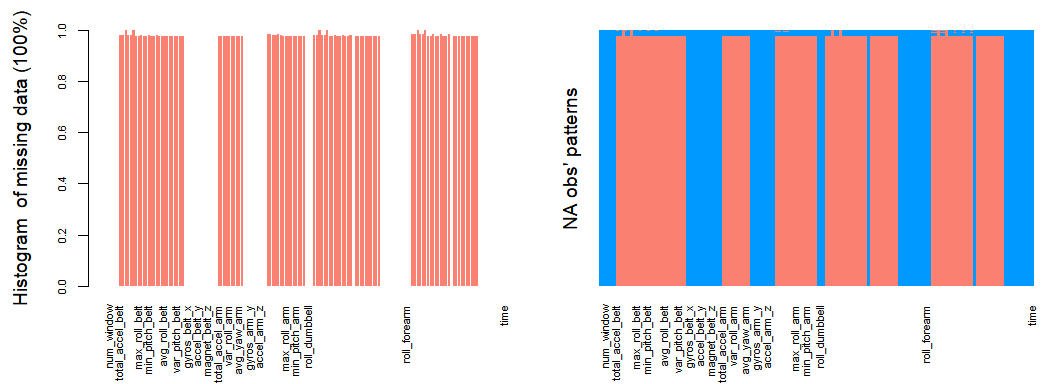 Histogram of missing data (100%)
0.0
0.2
0.4
0.6
0.8
1.0
num_window
total_accel_belt
max_roll_belt
min_pitch_belt
avg_roll_belt
var_pitch_belt
gyros_belt_x
accel_belt_y
magnet_belt_z
total_accel_arm
var_roll_arm
avg_yaw_arm
gyros_arm_y
accel_arm_z
max_roll_arm
min_pitch_arm
roll_dumbbell
roll_forearm
time
NA obs' patterns
num_window
total_accel_belt
max_roll_belt
min_pitch_belt
avg_roll_belt
var_pitch_belt
gyros_belt_x
accel_belt_y
magnet_belt_z
total_accel_arm
var_roll_arm
avg_yaw_arm
gyros_arm_y
accel_arm_z
max_roll_arm
min_pitch_arm
roll_dumbbell
roll_forearm
time